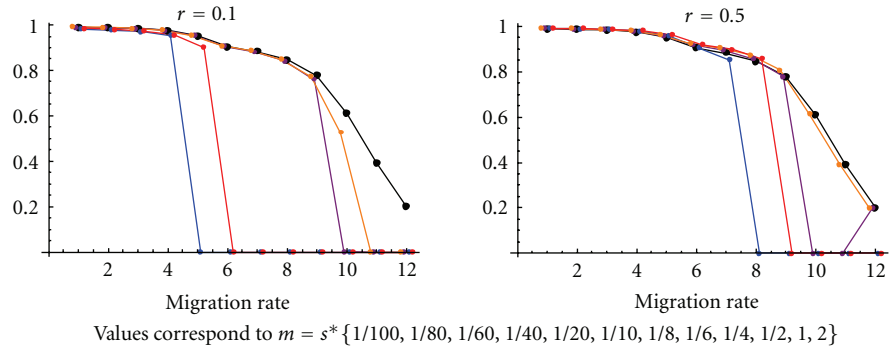 r = 0.1
1
0.8
0.6
0.4
0.2
2 4 6 8 10 12
Migration rate
r = 0.5
1
0.8
0.6
0.4
0.2
2 4 6 8 10 12
Migration rate
Values correspond to m = s* {1/100, 1/80, 1/60, 1/40, 1/20, 1/10, 1/8, 1/6, 1/4, 1/2, 1, 2}